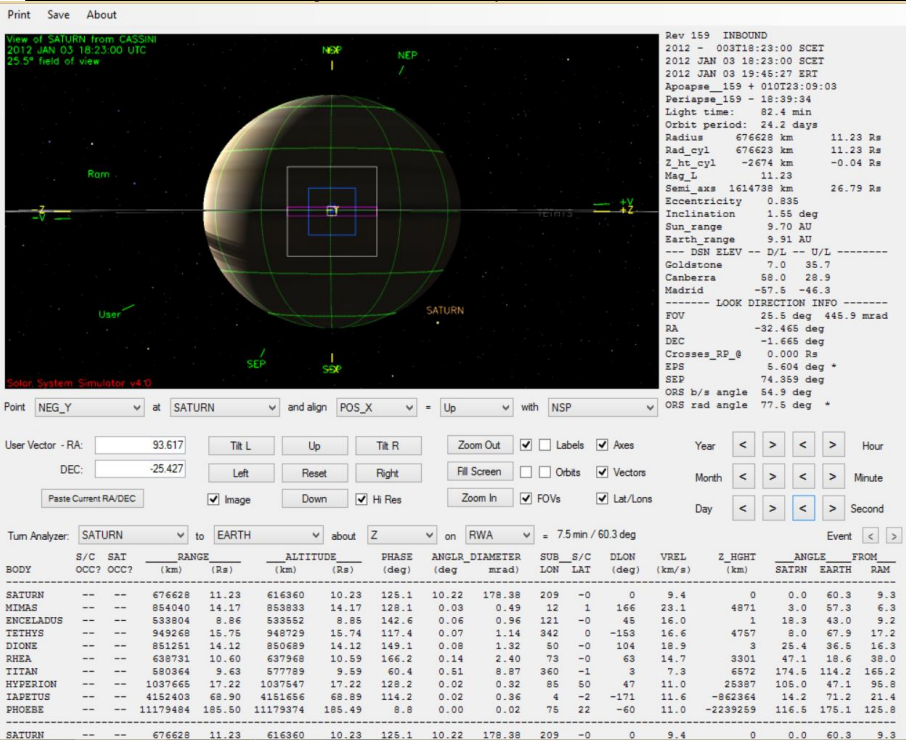 Print Save About
View of SATURN from CASSINI
2012 JAN 03 18:23:00 UTC
25.5° field of view
NSP
NEP
Ram
-Z
-V
-Y
TETHYS
+V
+Z
User
SATURN
SEP
SSP
Solar System Simulator v4.0
Rev 159 INBOUND
2012 - 003T18:23:00 SCET
2012 JAN 03 18:23:00 SCET
2012 JAN 03 19:45:27 ERT
Apoapse_159 + 010T23:09:03
Periapse_159 - 18:39:34
Light time: 82.4 min
Orbit period: 24.2 days
Radius 676628 km 11.23 Rs
Rad_cyl 676623 km 11.23 Rs
Z_ht_cyl -2674 km -0.04 Rs
Mag_L 11.23
Semi_axs 1614738 km 26.79 Rs
Eccentricity 0.835
Inclination 1.55 deg
Sun_range 9.70 AU
Earth_range 9.91 AU
--- DSN ELEV -- D/L -- U/L --------
Goldstone 7.0 35.7
Canberra 58.0 28.9
Madrid -57.5 -46.3
------- LOOK DIRECTION INFO -------
FOV 25.5 deg 445.9 mrad
RA -32.465 deg
DEC -1.665 deg
Crosses_RP_@ 0.000 Rs
EPS 5.604 deg *
SEP 74.359 deg
ORS b/s angle 54.9 deg
ORS rad angle 77.5 deg *
Point NEG_Y at SATURN and align POS_X = Up with NSP
User Vector - RA: 93.617 Tilt L Up Tilt R Zoom Out Labels Axes Year < > < > Hour
DEC: -25.427 Left Reset Right Fill Screen Orbits Vectors Month < > < > Minute
Paste Current RA/DEC Image Down Hi Res Zoom In FOVs Lat/Lons Day < > < > Second
Turn Analyzer: SATURN to EARTH about Z on RWA = 7.5 min / 60.3 deg Event < >
S/C SAT RANGE ALTITUDE PHASE ANGLR_DIAMETER SUB_S/C DLON VREL Z_HGHT ANGLE FROM
BODY OCC? OCC? (km) (Rs) (km) (Rs) (deg) (deg mrad) LON LAT (deg) (km/s) (km) SATRN EARTH RAM
SATURN -- -- 676628 11.23 616360 10.23 125.1 10.22 178.38 209 -0 0 9.4 0 0.0 60.3 9.3
MIMAS -- -- 854040 14.17 853833 14.17 128.1 0.03 0.49 12 1 166 23.1 4871 3.0 57.3 6.3
ENCELADUS -- -- 533804 8.86 533552 8.85 142.6 0.06 0.96 121 -0 45 16.0 1 18.3 43.0 9.2
TETHYS -- -- 949268 15.75 948729 15.74 117.4 0.07 1.14 342 0 -153 16.6 4757 8.0 67.9 17.2
DIONE -- -- 851251 14.12 850689 14.12 149.1 0.08 1.32 50 -0 104 18.9 3 25.4 36.5 16.3
RHEA -- -- 638731 10.60 637968 10.59 166.2 0.14 2.40 73 -0 63 14.7 3301 47.1 18.6 38.0
TITAN -- -- 580364 9.63 577789 9.59 60.4 0.51 8.87 360 -1 3 7.3 6572 174.5 114.2 165.2
HYPERION -- -- 1037665 17.22 1037547 17.22 128.2 0.02 0.32 85 50 47 11.0 25387 105.0 47.1 95.8
IAPETUS -- -- 4152403 68.90 4151656 68.89 114.2 0.02 0.36 4 -2 -171 11.6 -862364 14.2 71.2 21.4
PHOEBE -- -- 11179484 185.50 11179374 185.49 8.8 0.00 0.02 75 22 -60 11.0 -2239259 116.5 175.1 125.8
SATURN -- -- 676628 11.23 616360 10.23 125.1 10.22 178.38 209 -0 0 9.4 0 0.0 60.3 9.3